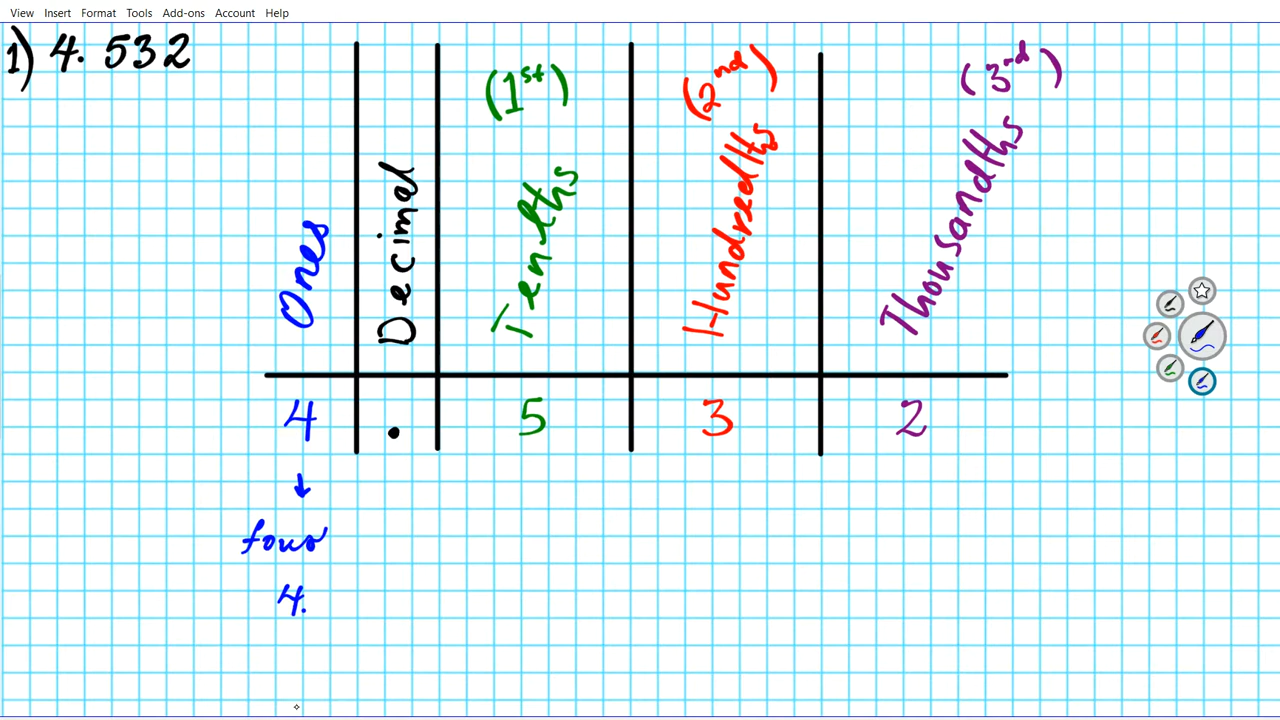 View Insert Format Tools Add-ons Account Help
1) 4.532
(1st) (2nd) (3rd)
Ones Decimal Tenths Hundredths Thousandths
4 . 5 3 2
↓
four
4.